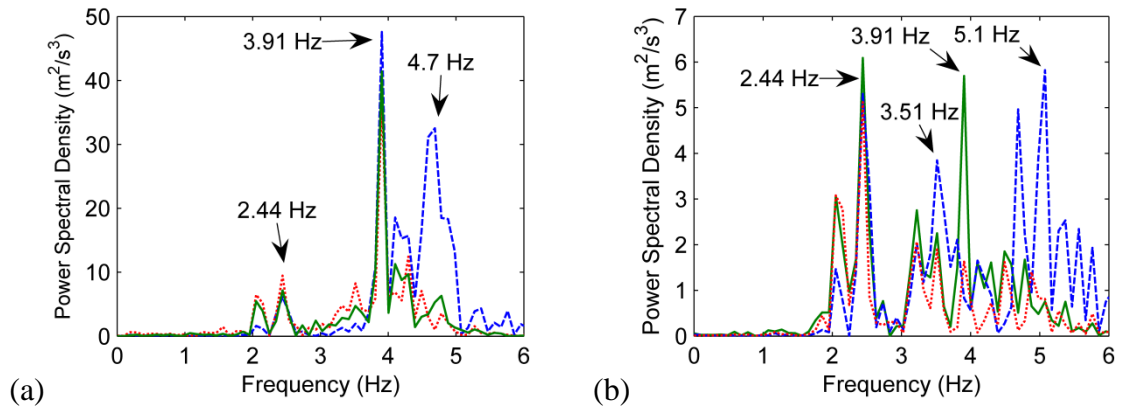 50
40
30
20
10
0
0 1 2 3 4 5 6
Power Spectral Density (m²/s³)
Frequency (Hz)
3.91 Hz
4.7 Hz
2.44 Hz
(a)
7
6
5
4
3
2
1
0
0 1 2 3 4 5 6
Power Spectral Density (m²/s³)
Frequency (Hz)
5.1 Hz
3.91 Hz
2.44 Hz
3.51 Hz
(b)